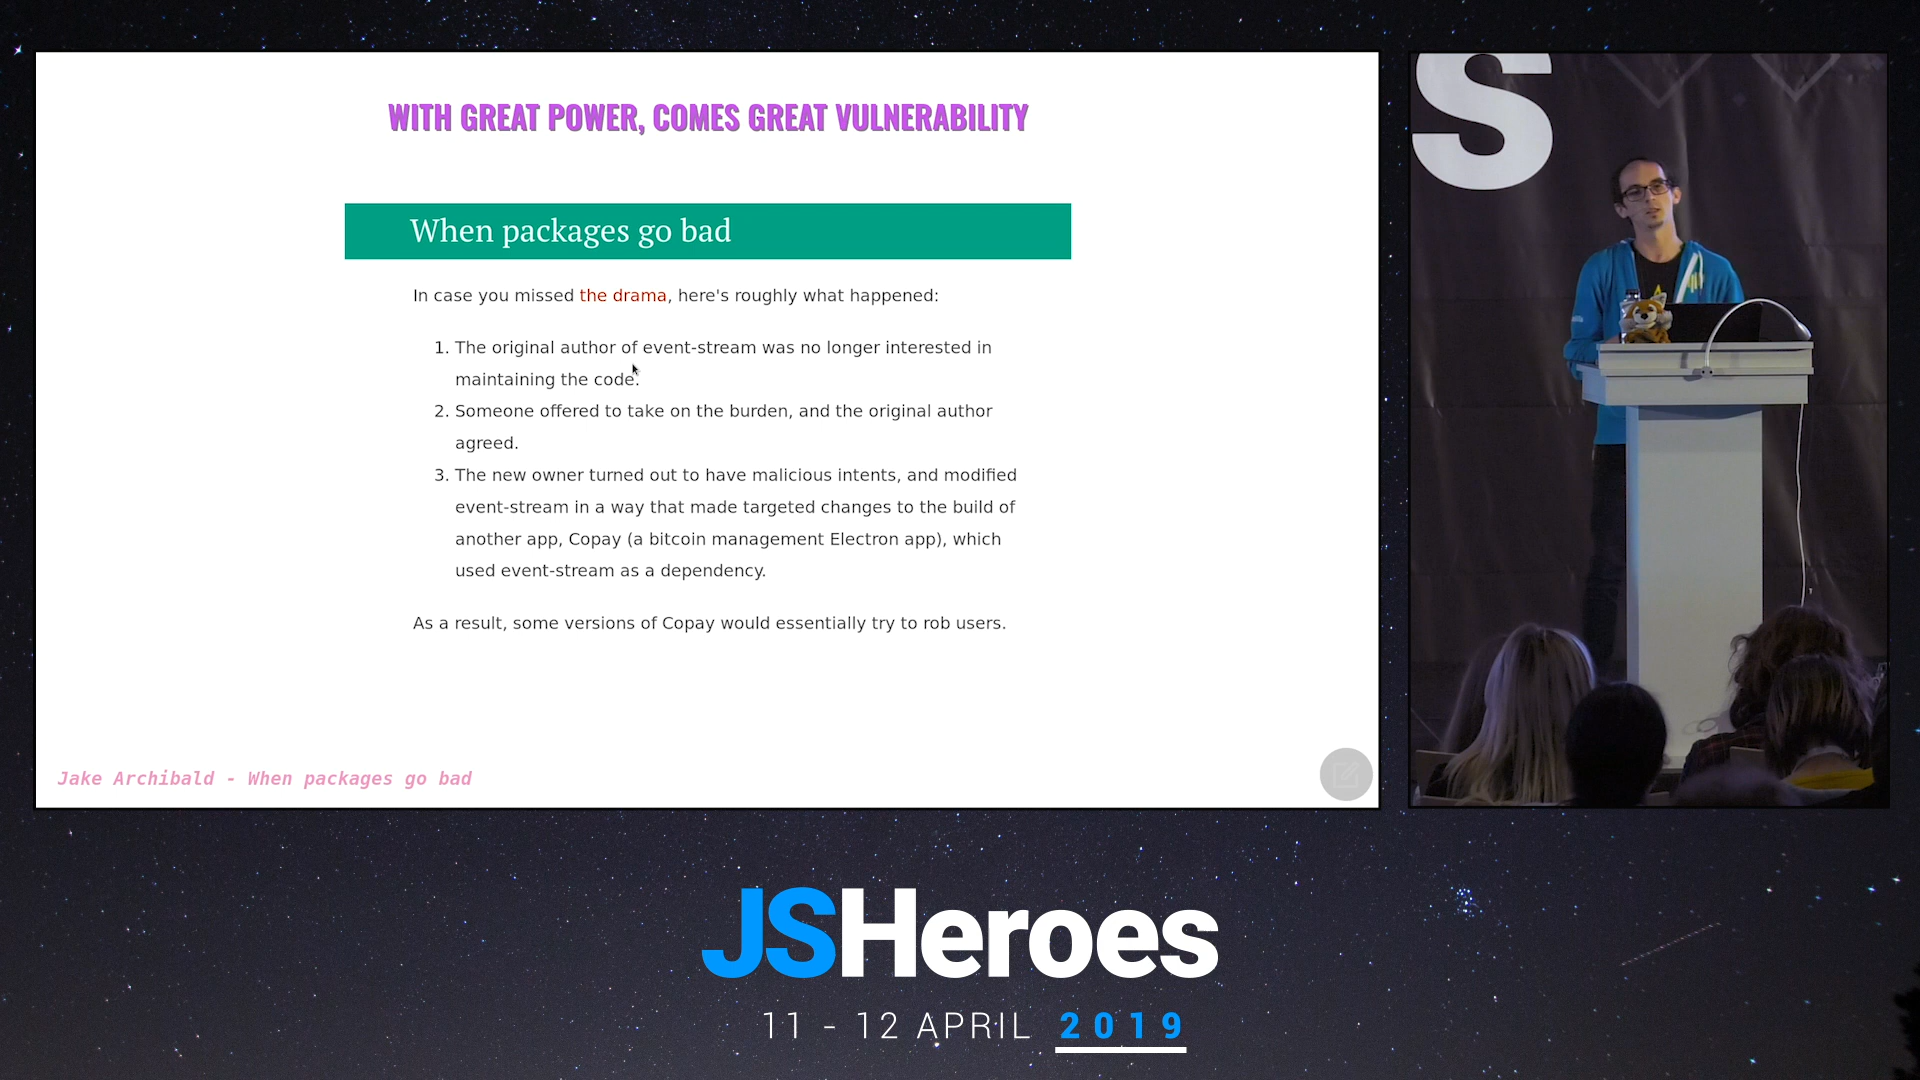 WITH GREAT POWER, COMES GREAT VULNERABILITY
When packages go bad
In case you missed the drama, here's roughly what happened:
1. The original author of event-stream was no longer interested in
maintaining the code.
2. Someone offered to take on the burden, and the original author
agreed.
3. The new owner turned out to have malicious intents, and modified
event-stream in a way that made targeted changes to the build of
another app, Copay (a bitcoin management Electron app), which
used event-stream as a dependency.
As a result, some versions of Copay would essentially try to rob users.
Jake Archibald - When packages go bad
S
JSHeroes
11 - 12 APRIL 2019